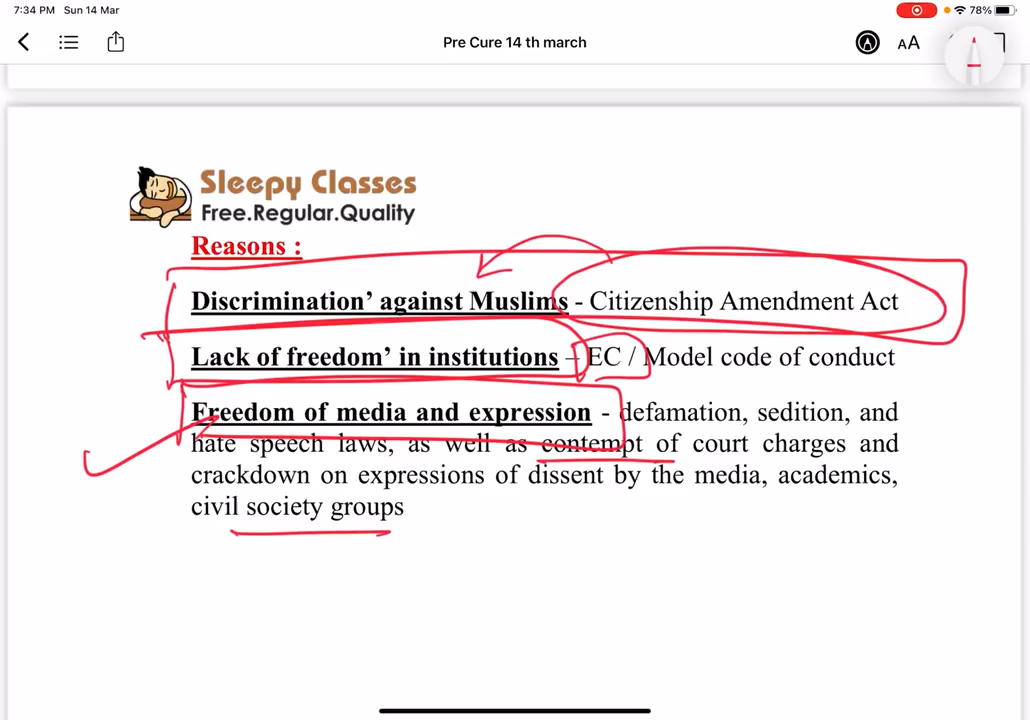 7:34 PM Sun 14 Mar
78%
Pre Cure 14 th march
AA
Sleepy Classes
Free.Regular.Quality
Reasons :
Discrimination’ against Muslims - Citizenship Amendment Act
Lack of freedom’ in institutions – EC / Model code of conduct
Freedom of media and expression - defamation, sedition, and
hate speech laws, as well as contempt of court charges and
crackdown on expressions of dissent by the media, academics,
civil society groups